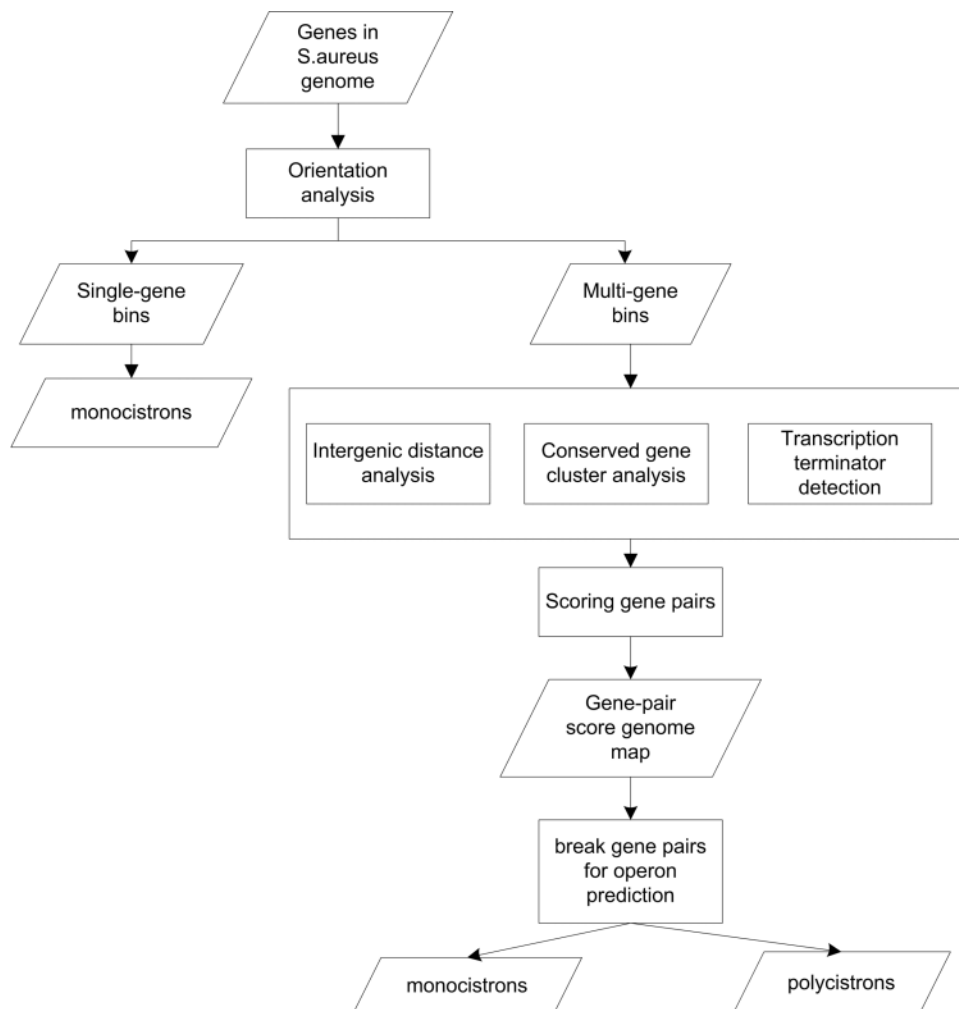 Genes in
S.aureus
genome
Orientation
analysis
Single-gene
bins
Multi-gene
bins
monocistrons
Intergenic distance
analysis
Conserved gene
cluster analysis
Transcription
terminator
detection
Scoring gene pairs
Gene-pair
score genome
map
break gene pairs
for operon
prediction
monocistrons
polycistrons